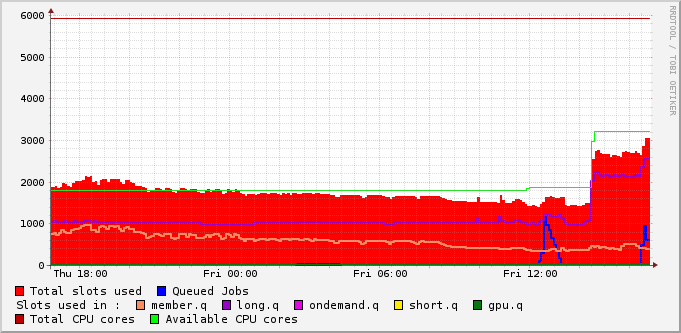 6000
5000
4000
3000
2000
1000
0
Thu 18:00 Fri 00:00 Fri 06:00 Fri 12:00
RRDTOOL / TOBI OETIKER
Total slots used Queued Jobs
Slots used in : member.q long.q ondemand.q short.q gpu.q
Total CPU cores Available CPU cores